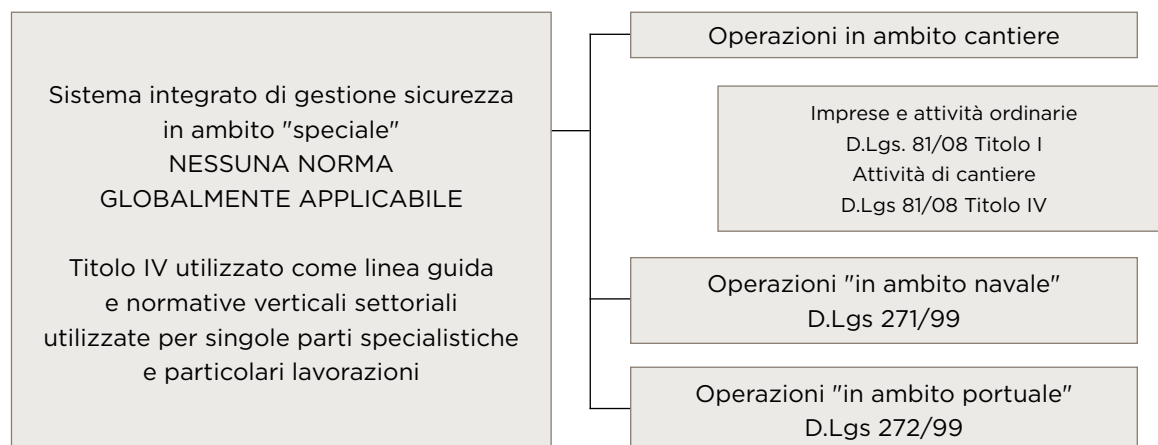 Sistema integrato di gestione sicurezza
in ambito "speciale"
NESSUNA NORMA
GLOBALMENTE APPLICABILE
Titolo IV utilizzato come linea guida
e normative verticali settoriali
utilizzate per singole parti specialistiche
e particolari lavorazioni
Operazioni in ambito cantiere
Imprese e attività ordinarie
D.Lgs. 81/08 Titolo I
Attività di cantiere
D.Lgs 81/08 Titolo IV
Operazioni "in ambito navale"
D.Lgs 271/99
Operazioni "in ambito portuale"
D.Lgs 272/99